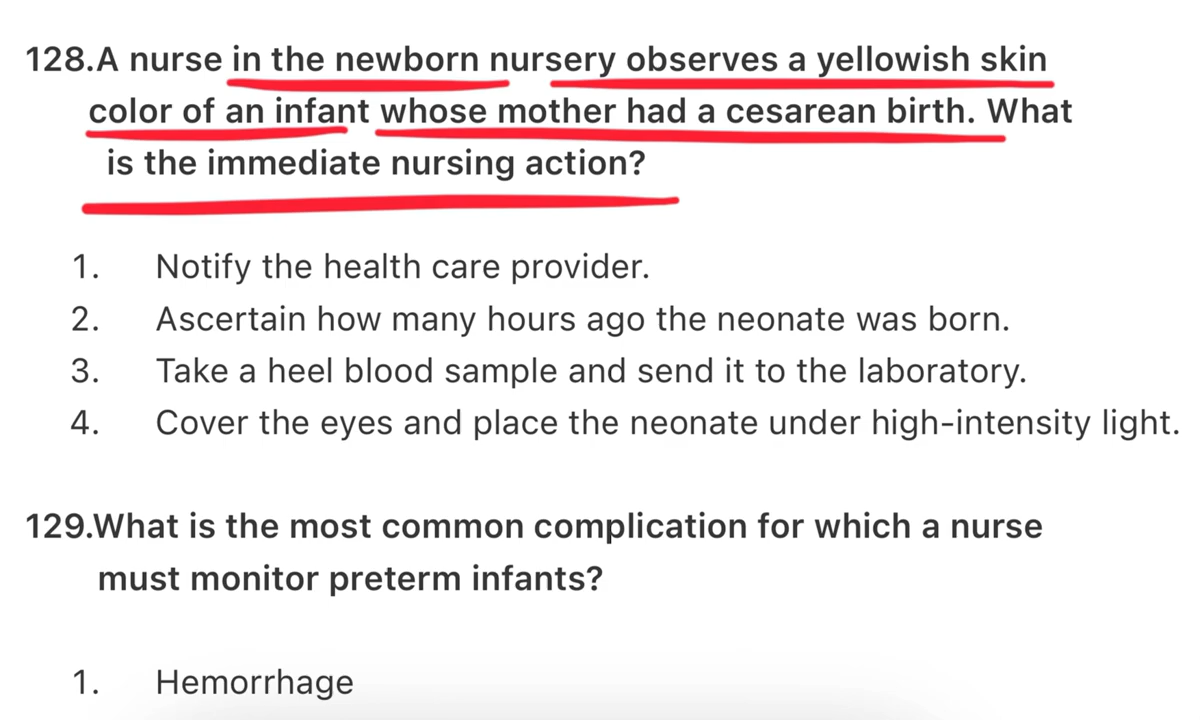 128.A nurse in the newborn nursery observes a yellowish skin
color of an infant whose mother had a cesarean birth. What
is the immediate nursing action?
1. Notify the health care provider.
2. Ascertain how many hours ago the neonate was born.
3. Take a heel blood sample and send it to the laboratory.
4. Cover the eyes and place the neonate under high-intensity light.
129.What is the most common complication for which a nurse
must monitor preterm infants?
1. Hemorrhage